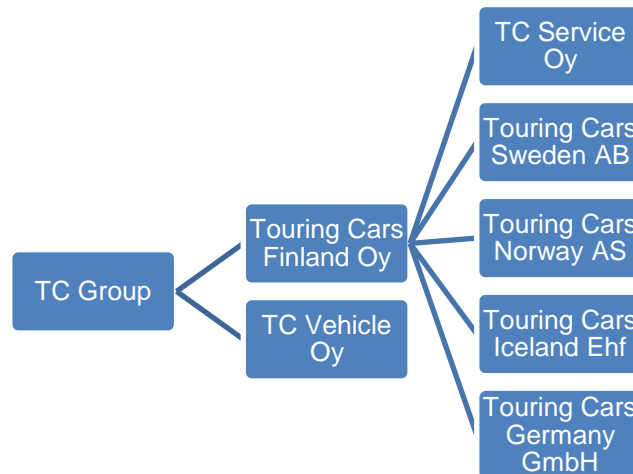 TC Group
Touring Cars
Finland Oy
TC Vehicle
Oy
TC Service
Oy
Touring Cars
Sweden AB
Touring Cars
Norway AS
Touring Cars
Iceland Ehf
Touring Cars
Germany
GmbH